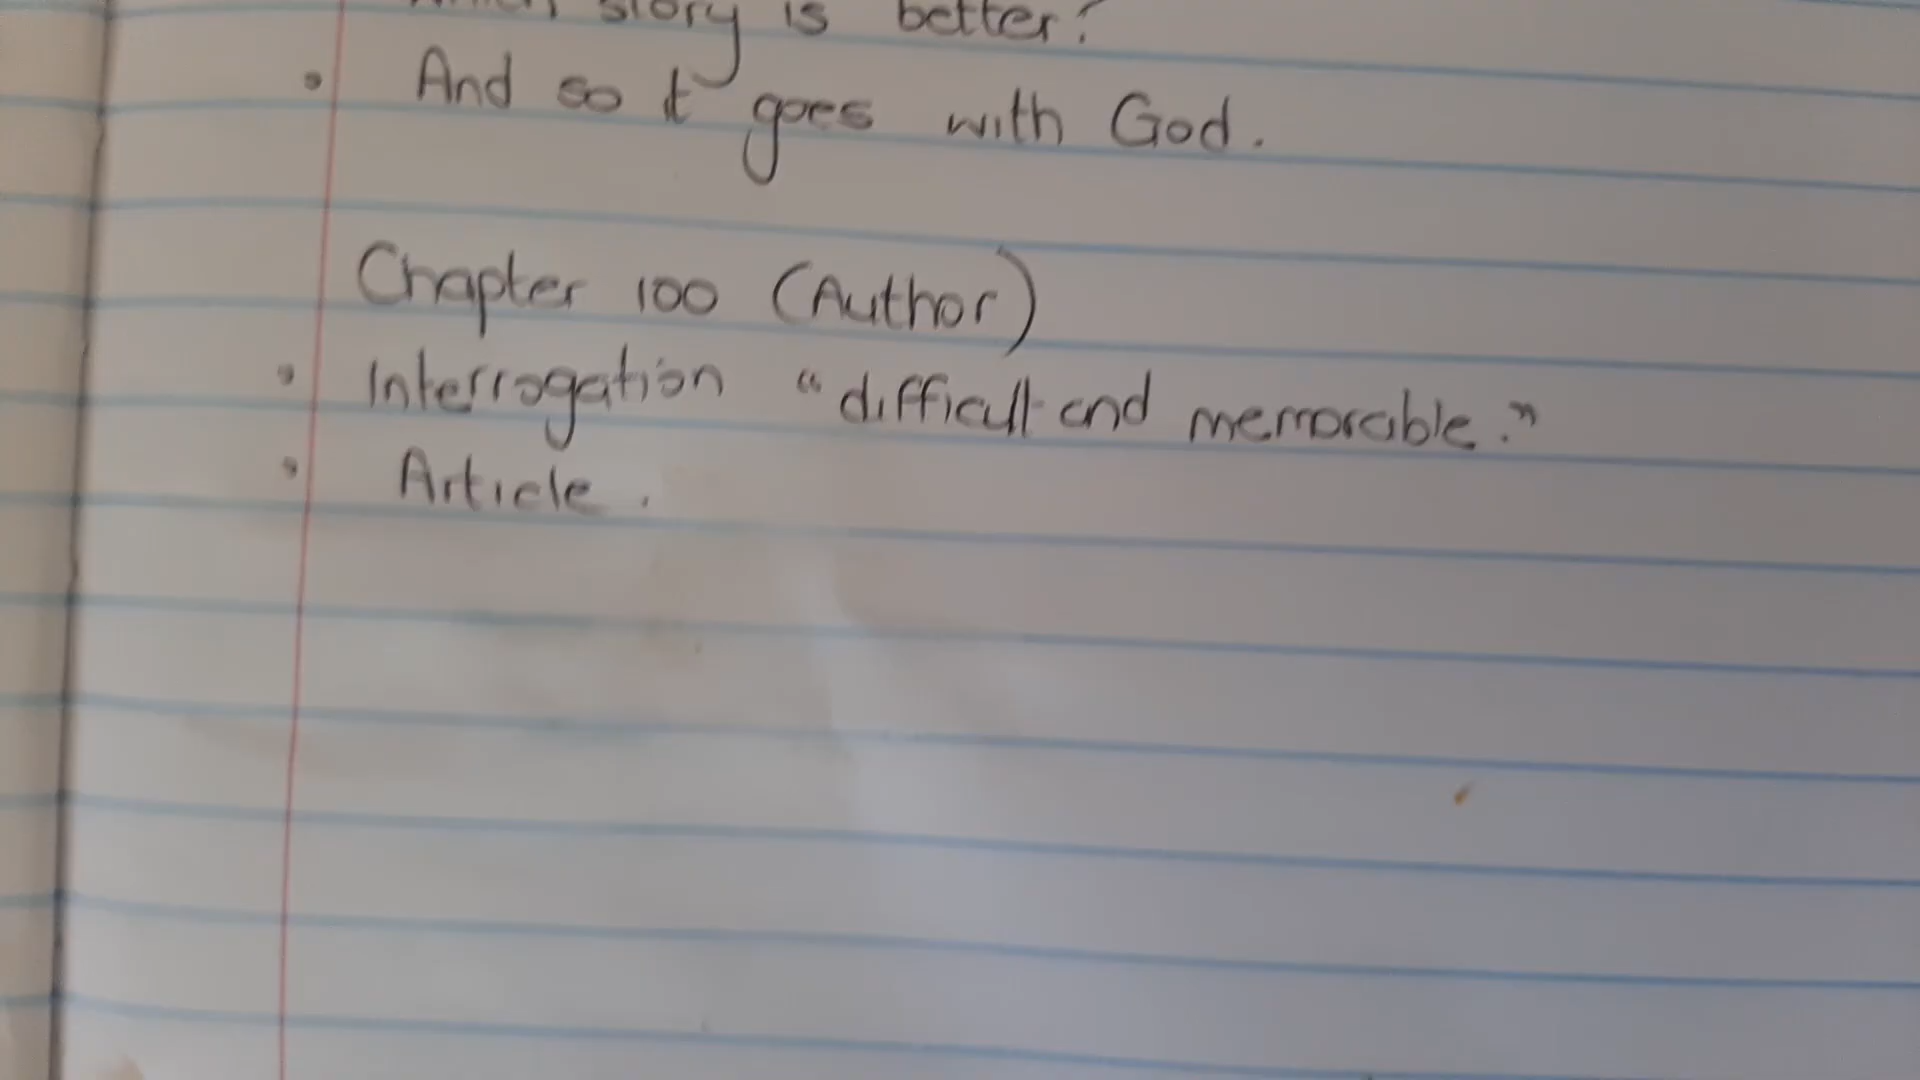 story is better?
• And so it goes with God.
Chapter 100 (Author)
• Interrogation "difficult and memorable."
• Article.